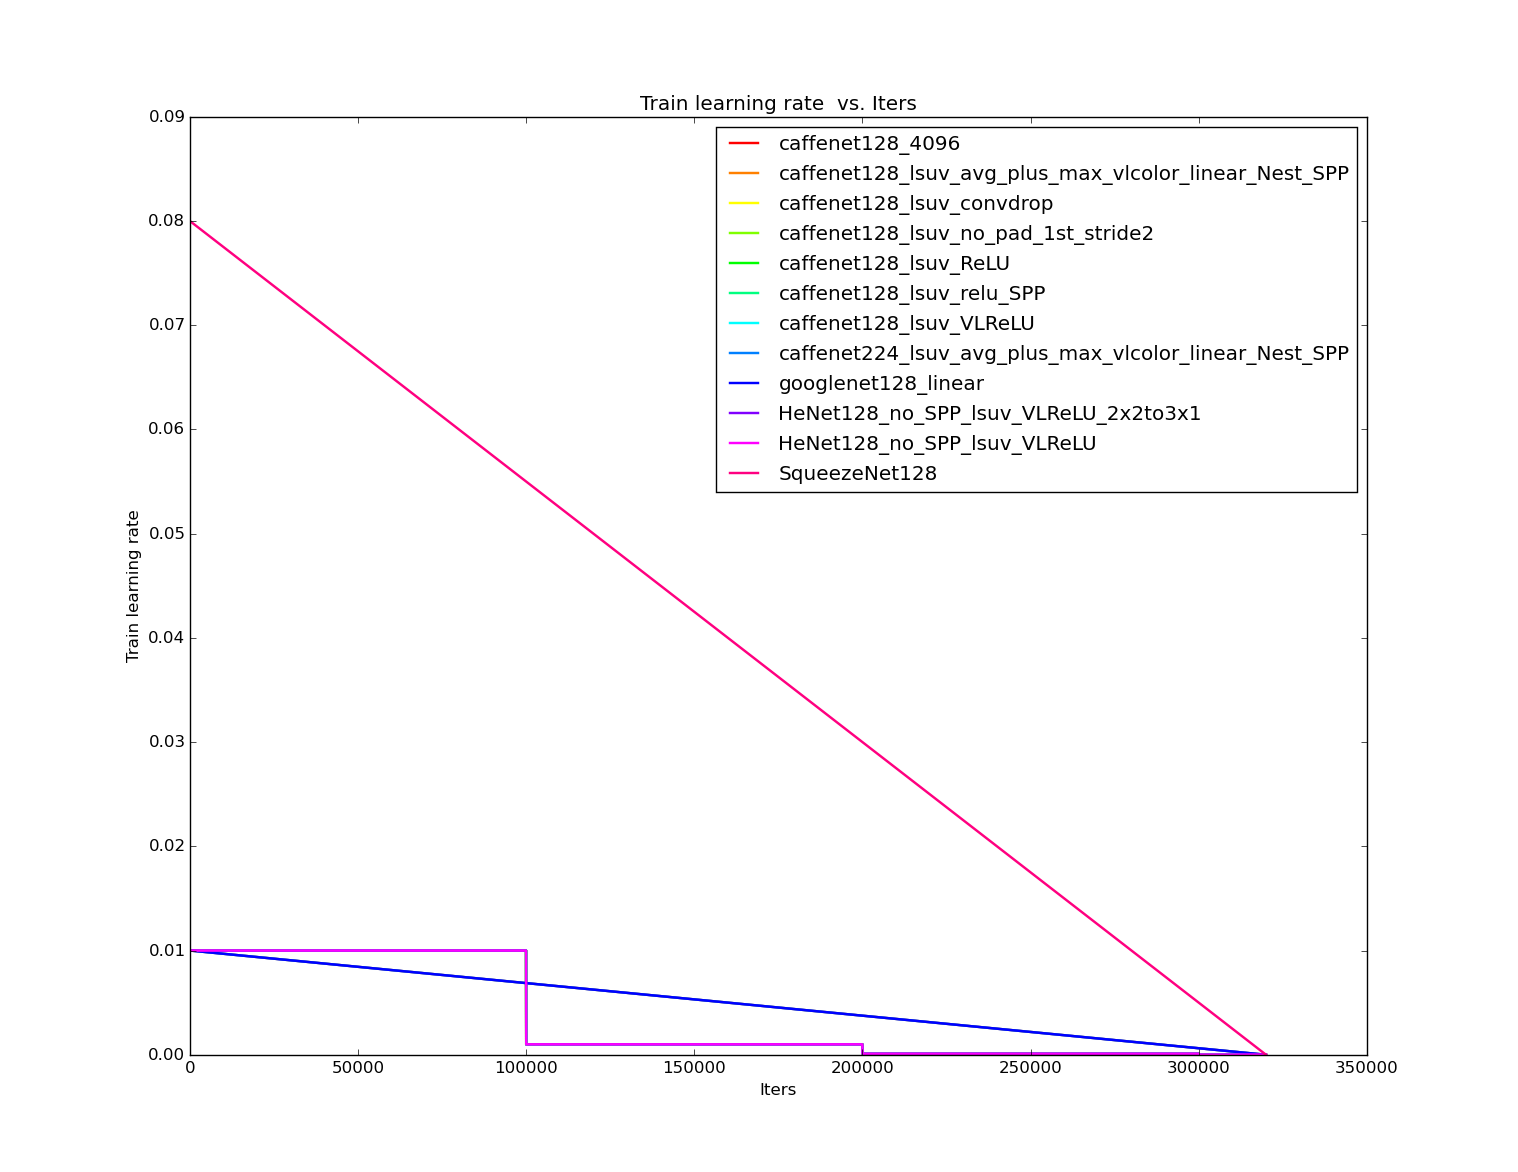 Train learning rate  vs. Iters
0.09
0.08
0.07
0.06
0.05
0.04
0.03
0.02
0.01
0.00
Train learning rate
caffenet128_4096
caffenet128_lsuv_avg_plus_max_vlcolor_linear_Nest_SPP
caffenet128_lsuv_convdrop
caffenet128_lsuv_no_pad_1st_stride2
caffenet128_lsuv_ReLU
caffenet128_lsuv_relu_SPP
caffenet128_lsuv_VLReLU
caffenet224_lsuv_avg_plus_max_vlcolor_linear_Nest_SPP
googlenet128_linear
HeNet128_no_SPP_lsuv_VLReLU_2x2to3x1
HeNet128_no_SPP_lsuv_VLReLU
SqueezeNet128
0 50000 100000 150000 200000 250000 300000 350000
Iters